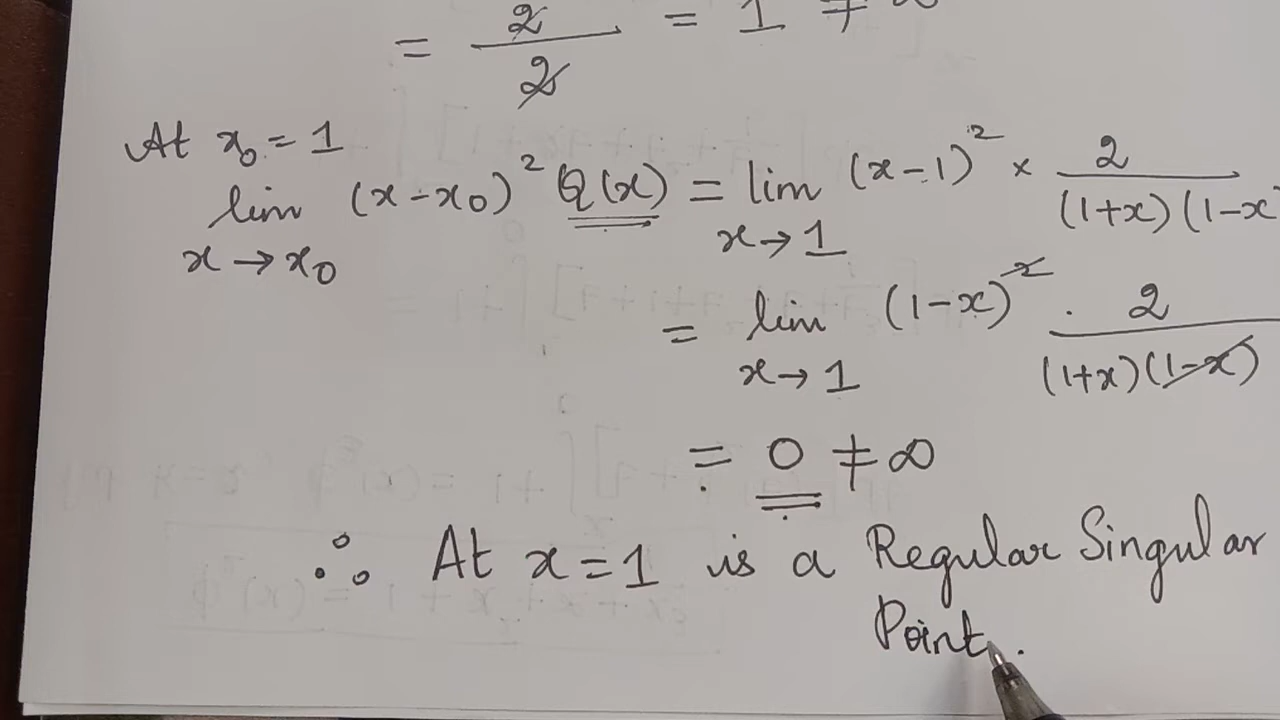 = 2/2 = 1 ≠ ∞
At x₀ = 1
lim (x-x₀)² Q(x) = lim (x-1)² × 2/(1+x)(1-x
x→x₀ x→1
= lim (1-x)² . 2/(1+x)(1-x)
x→1
= 0 ≠ ∞
∴ At x=1 is a Regular Singular
Point.